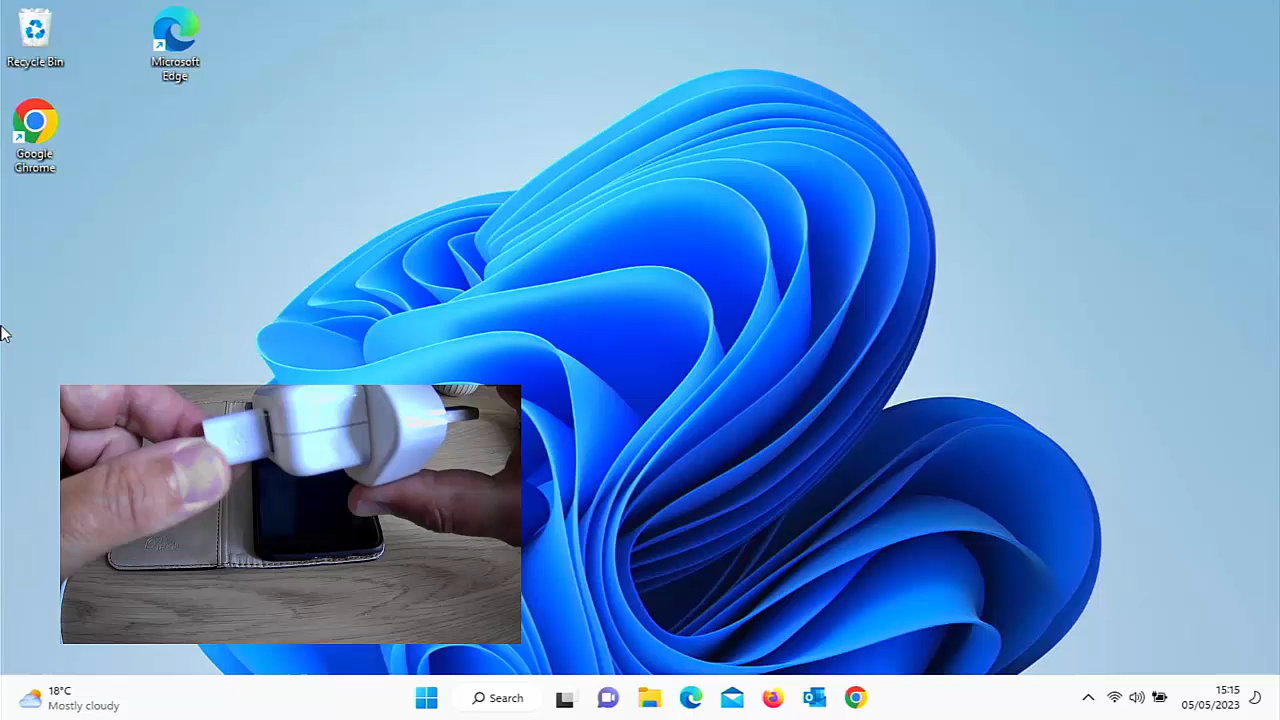 Recycle Bin
Microsoft
Edge
Google
Chrome
18°C
Mostly cloudy
Search
15:15
05/05/2023